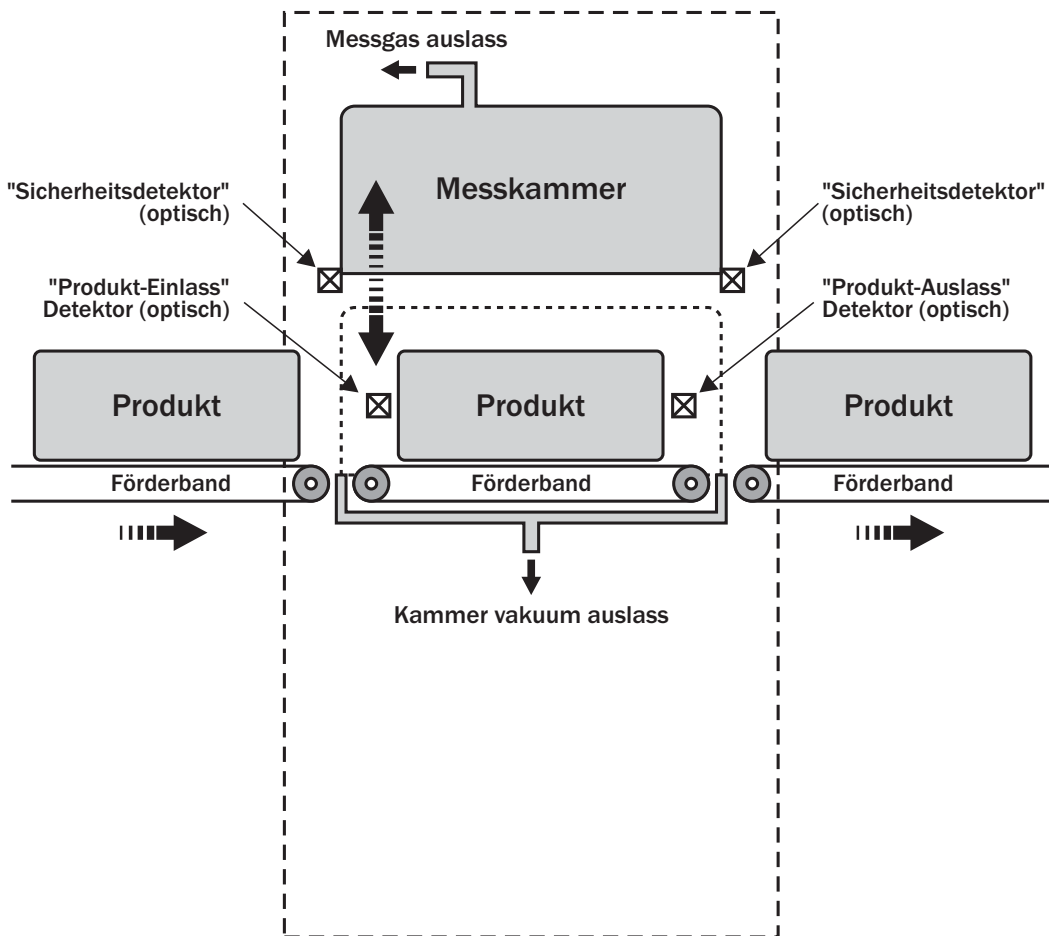 Messgas auslass
Messkammer
"Sicherheitsdetektor"
(optisch)
"Sicherheitsdetektor"
(optisch)
"Produkt-Einlass"
Detektor (optisch)
"Produkt-Auslass"
Detektor (optisch)
Produkt
Produkt
Produkt
Förderband
Förderband
Förderband
Kammer vakuum auslass